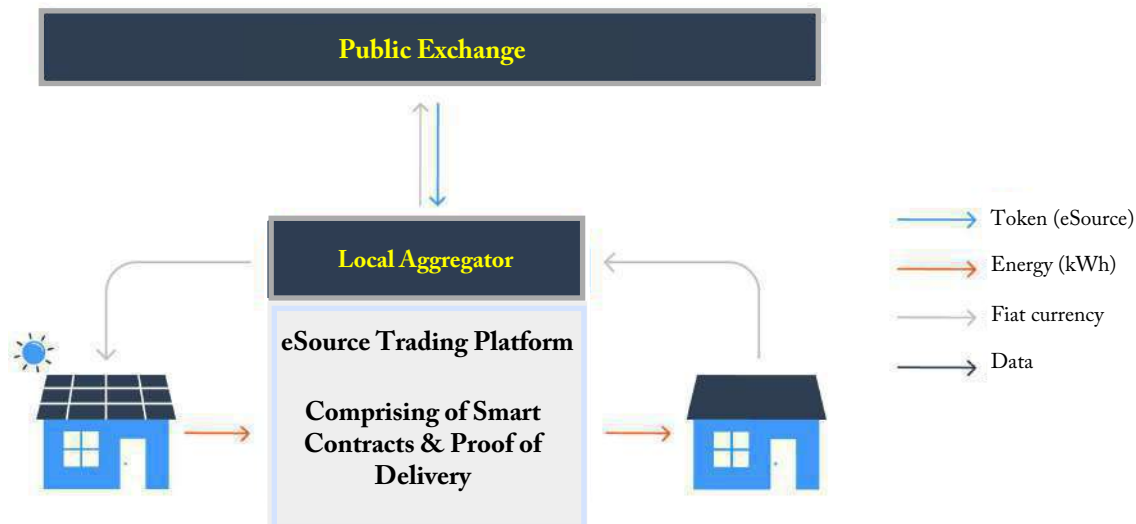 Public Exchange
Local Aggregator
eSource Trading Platform
Comprising of Smart
Contracts & Proof of
Delivery
Token (eSource)
Energy (kWh)
Fiat currency
Data